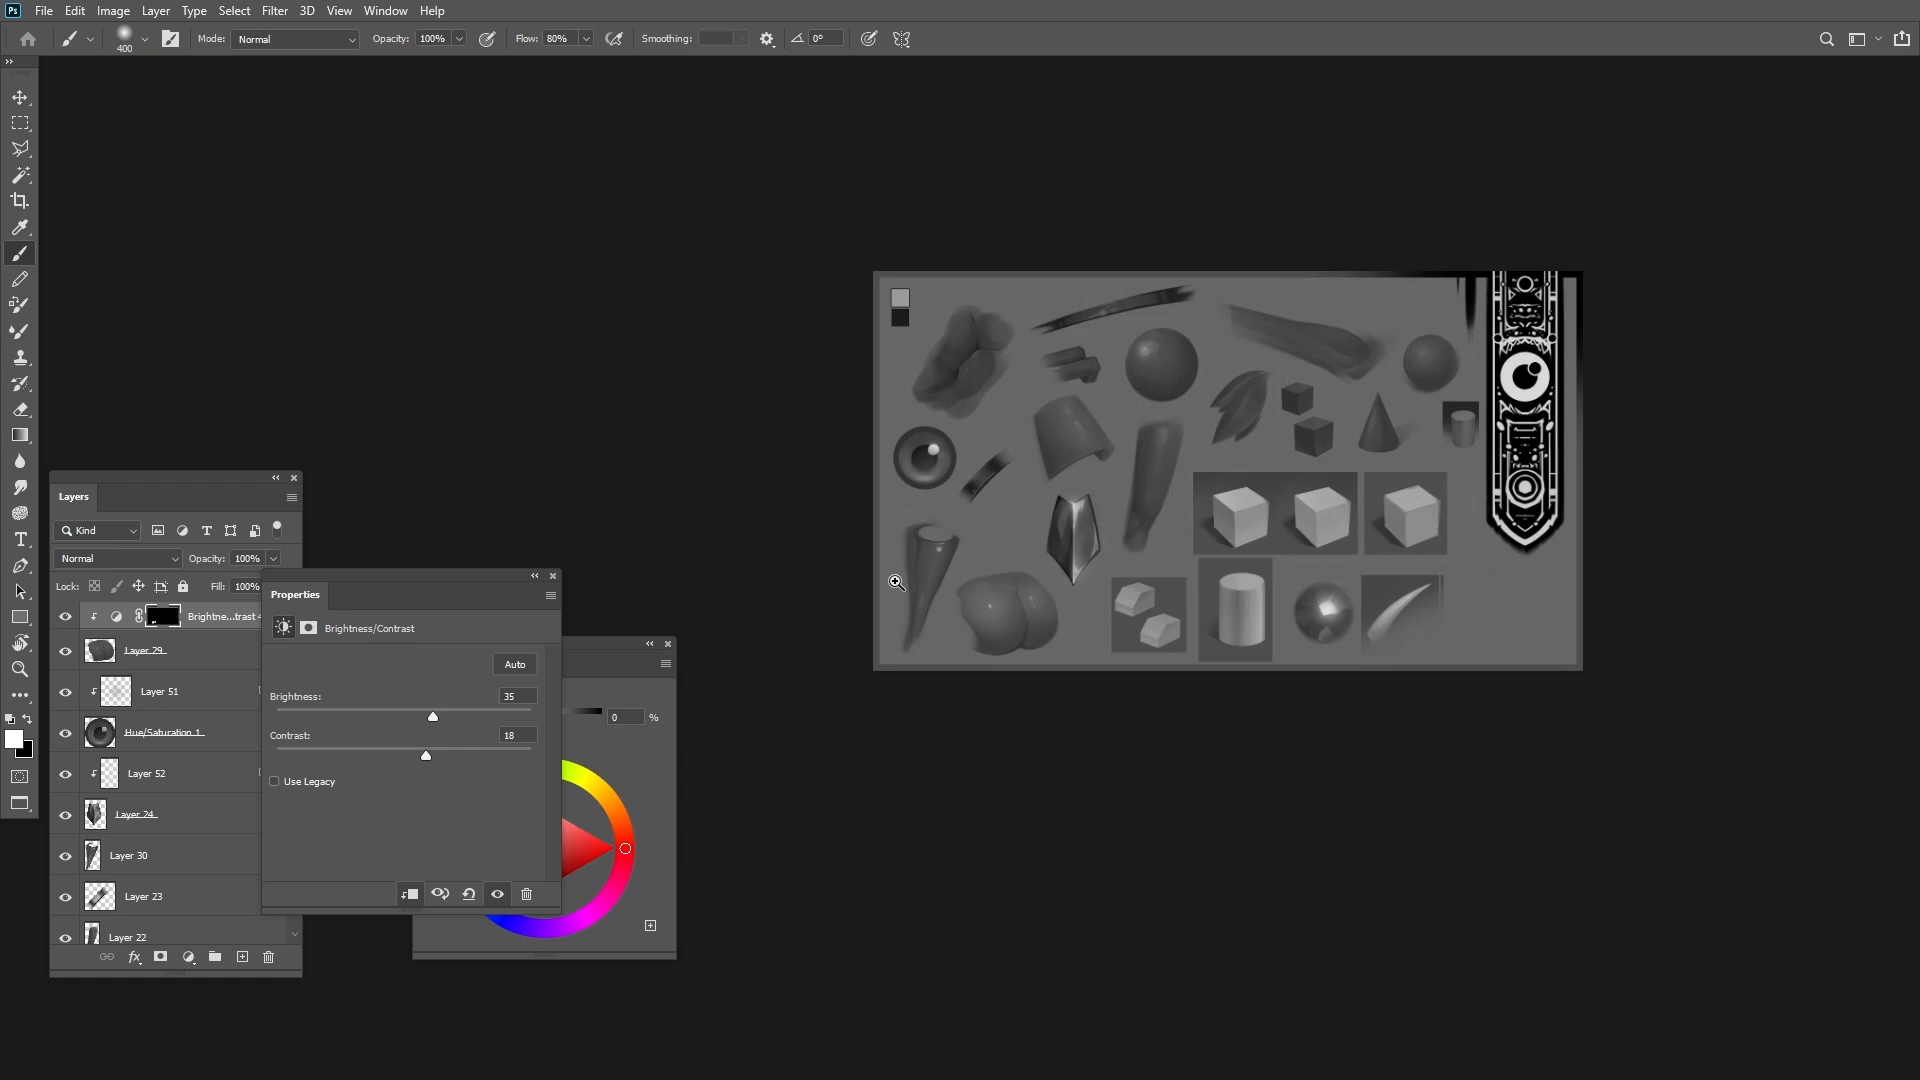 Ps File Edit Image Layer Type Select Filter 3D View Window Help
400 Mode: Normal Opacity: 100% Flow: 80% Smoothing: 0°
Layers
Kind
Normal Opacity: 100%
Lock: Fill: 100%
Brightne...trast 4
Layer 29
Layer 51
Hue/Saturation 1
Layer 52
Layer 24
Layer 30
Layer 23
Layer 22
fx
Properties
Brightness/Contrast
Auto
Brightness: 35
Contrast: 18
Use Legacy
0 %